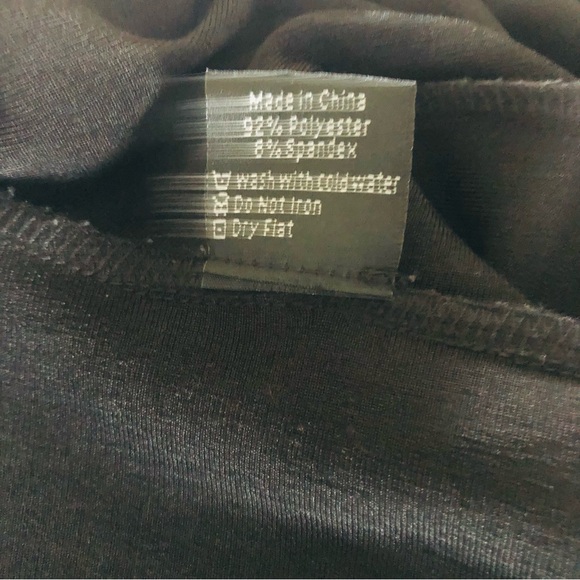 Made in China
92% Polyester
8% Spandex
wash with cold water
Do Not Iron
Dry Flat